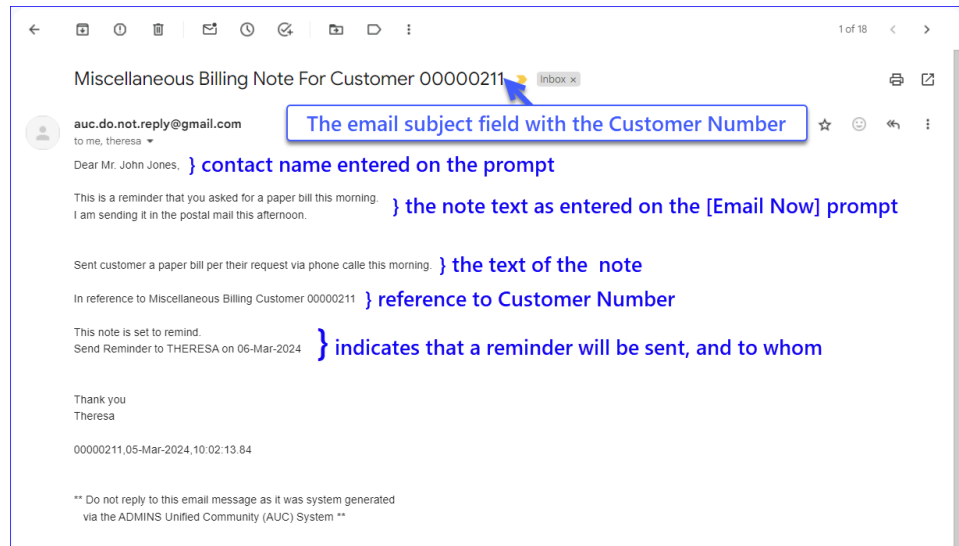 1 of 18
Miscellaneous Billing Note For Customer 00000211 Inbox x
The email subject field with the Customer Number
auc.do.not.reply@gmail.com
to me, theresa
Dear Mr. John Jones, } contact name entered on the prompt
This is a reminder that you asked for a paper bill this morning.
I am sending it in the postal mail this afternoon.
} the note text as entered on the [Email Now] prompt
Sent customer a paper bill per their request via phone calle this morning. } the text of the note
In reference to Miscellaneous Billing Customer 00000211 } reference to Customer Number
This note is set to remind.
Send Reminder to THERESA on 06-Mar-2024
} indicates that a reminder will be sent, and to whom
Thank you
Theresa
00000211,05-Mar-2024,10:02:13.84
** Do not reply to this email message as it was system generated
via the ADMINS Unified Community (AUC) System **